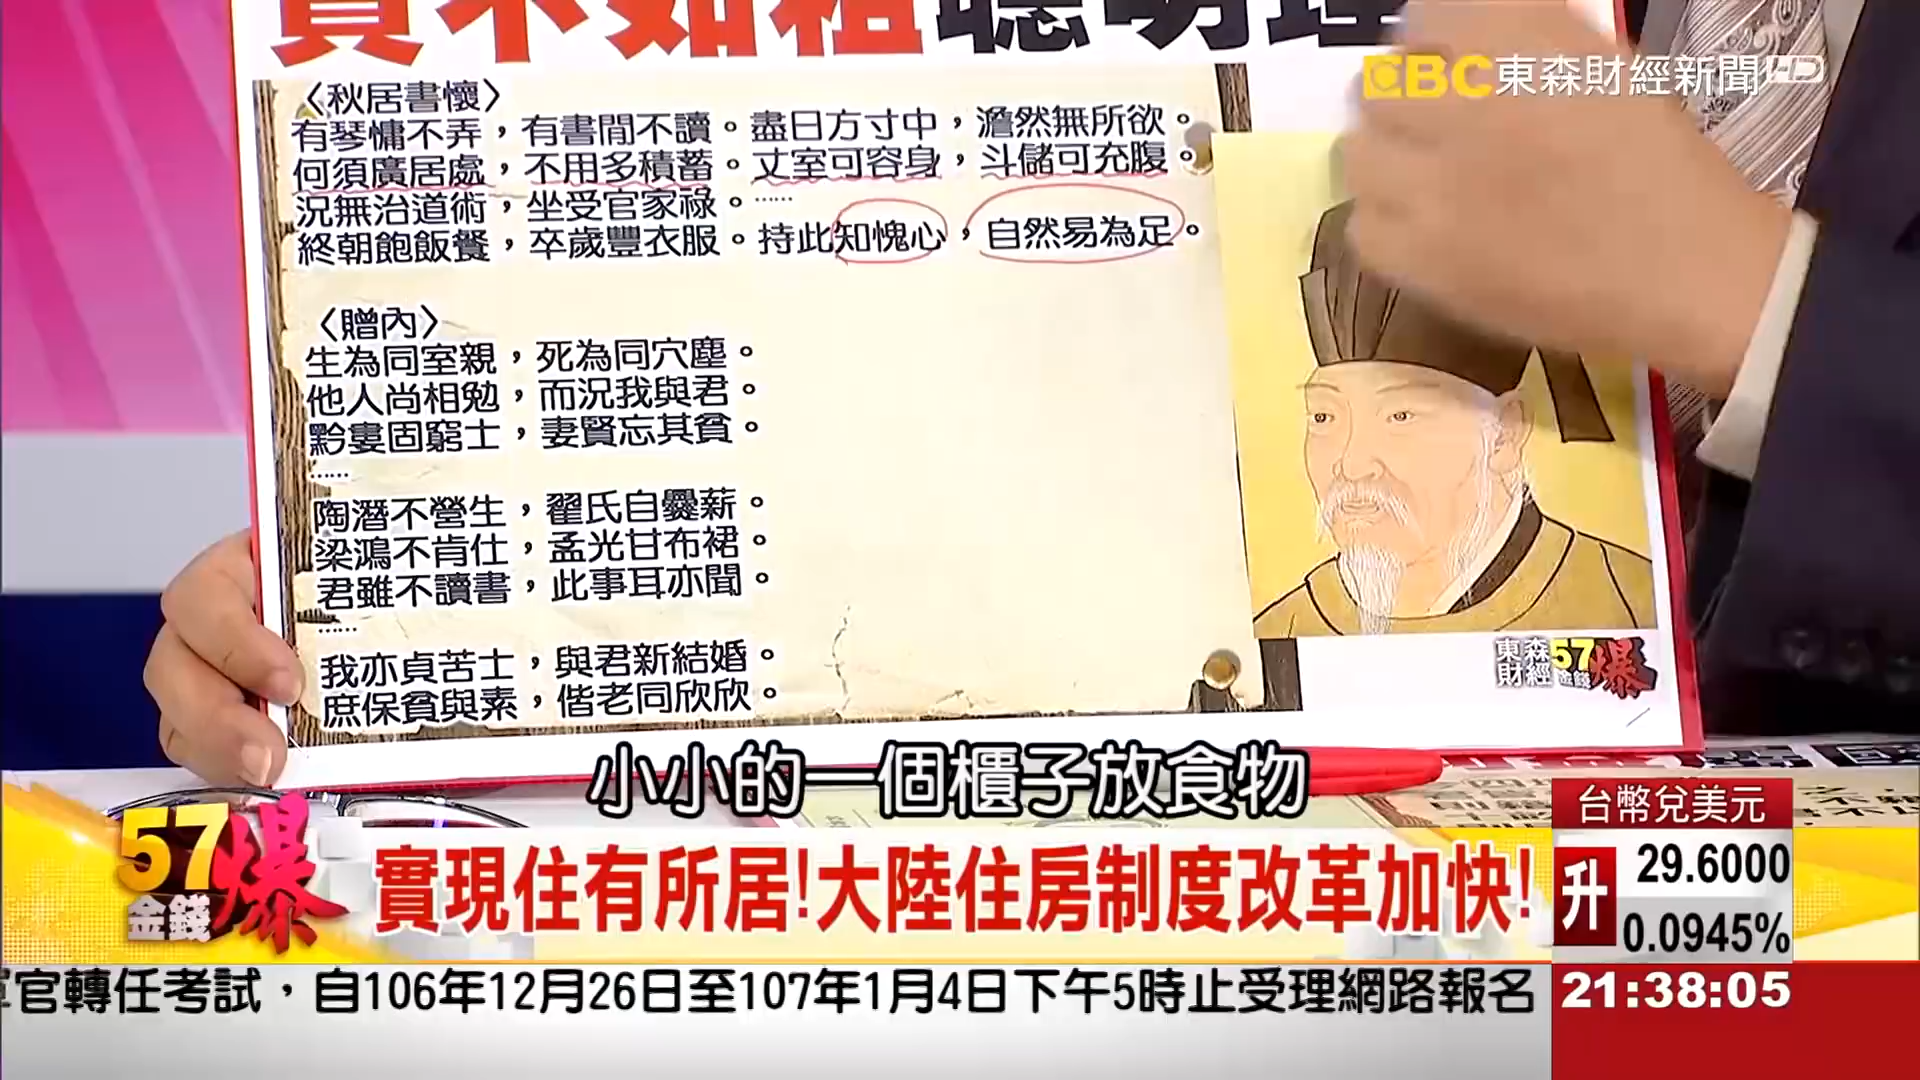 買不如租聰明理
EBC東森財經新聞HD
〈秋居書懷〉
有琴慵不弄，有書閒不讀。盡日方寸中，澹然無所欲。
何須廣居處，不用多積蓄。丈室可容身，斗儲可充腹。
況無治道術，坐受官家祿。……
終朝飽飯餐，卒歲豐衣服。持此知愧心，自然易為足。
〈贈內〉
生為同室親，死為同穴塵。
他人尚相勉，而況我與君。
黔婁固窮士，妻賢忘其貧。
……
陶潛不營生，翟氏自爨薪。
梁鴻不肯仕，孟光甘布裙。
君雖不讀書，此事耳亦聞。
……
我亦貞苦士，與君新結婚。
庶保貧與素，偕老同欣欣。
東森財經
57金錢爆
小小的一個櫃子放食物
57金錢爆
實現住有所居!大陸住房制度改革加快!
台幣兌美元
升 29.6000
0.0945%
官轉任考試，自106年12月26日至107年1月4日下午5時止受理網路報名
21:38:05